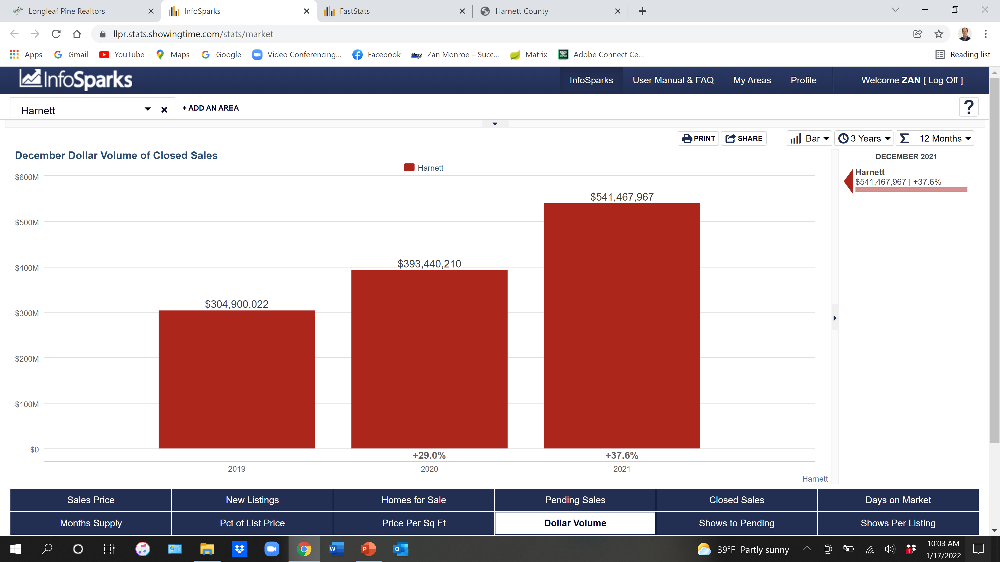 Longleaf Pine Realtors
InfoSparks
FastStats
Harnett County
llpr.stats.showingtime.com/stats/market
Apps
Gmail
YouTube
Maps
Google
Video Conferencing...
Facebook
Monroe
Zan Monroe – Succ...
Matrix
Adobe Connect Ce...
Reading list
InfoSparks
InfoSparks
User Manual & FAQ
My Areas
Profile
Welcome ZAN [ Log Off ]
Harnett
+ ADD AN AREA
?
PRINT
SHARE
Bar
3 Years
Σ 12 Months
December Dollar Volume of Closed Sales
Harnett
DECEMBER 2021
Harnett
$541,467,967 | +37.6%
$600M
$500M
$400M
$300M
$200M
$100M
$0
$304,900,022
$393,440,210
$541,467,967
+29.0%
+37.6%
2019
2020
2021
Harnett
Sales Price
New Listings
Homes for Sale
Pending Sales
Closed Sales
Days on Market
Months Supply
Pct of List Price
Price Per Sq Ft
Dollar Volume
Shows to Pending
Shows Per Listing
W
P
O
39°F Partly sunny
1
10:03 AM
1/17/2022